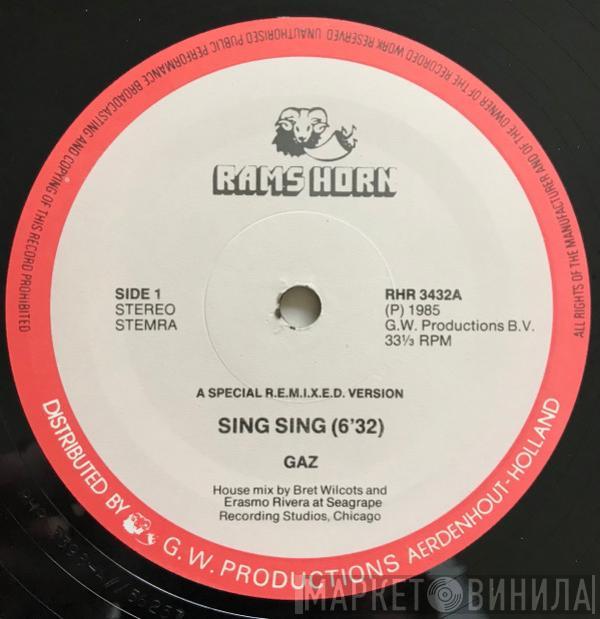 ALL RIGHTS OF THE MANUFACTURER AND OF THE OWNER OF THE RECORDED WORK RESERVED UNAUTHORISED PUBLIC PERFORMANCE BROADCASTING AND COPYING OF THIS RECORD PROHIBITED
RAMS HORN
SIDE 1
STEREO
STEMRA
RHR 3432A
(P) 1985
G.W. Productions B.V.
33⅓ RPM
A SPECIAL R.E.M.I.X.E.D. VERSION
SING SING (6'32)
GAZ
House mix by Bret Wilcots and
Erasmo Rivera at Seagrape
Recording Studios, Chicago
DISTRIBUTED BY G.W. PRODUCTIONS AERDENHOUT-HOLLAND
МАРКЕТ ВИНИЛА